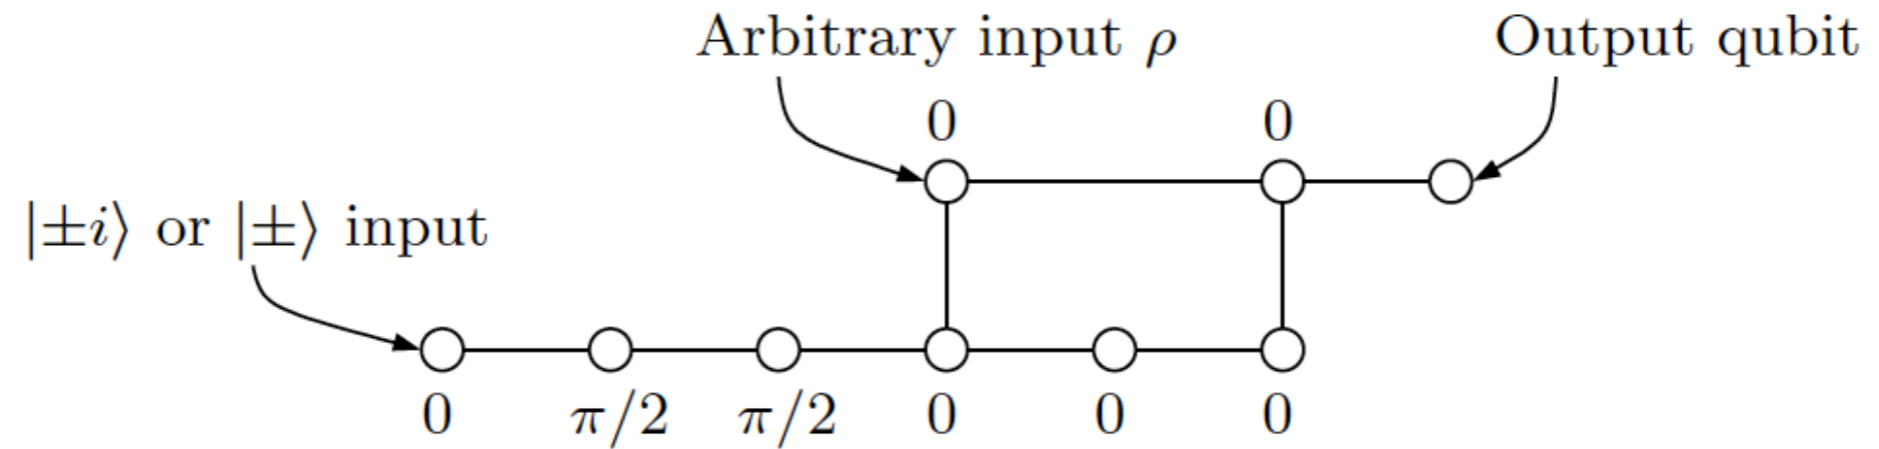 Arbitrary input ρ
Output qubit
0
0
|±i⟩ or |±⟩ input
0
π/2
π/2
0
0
0